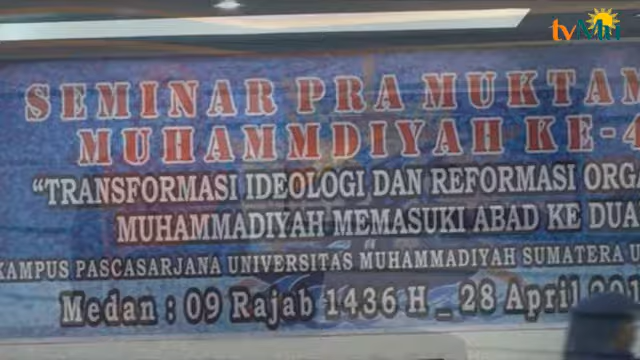 tvMu
SEMINAR PRA MUKTAM
MUHAMMDIYAH KE-4
"TRANSFORMASI IDEOLOGI DAN REFORMASI ORGA
MUHAMMADIYAH MEMASUKI ABAD KE DUA
KAMPUS PASCASARJANA UNIVERSITAS MUHAMMADIYAH SUMATERA U
Medan : 09 Rajab 1436 H_ 28 April 201